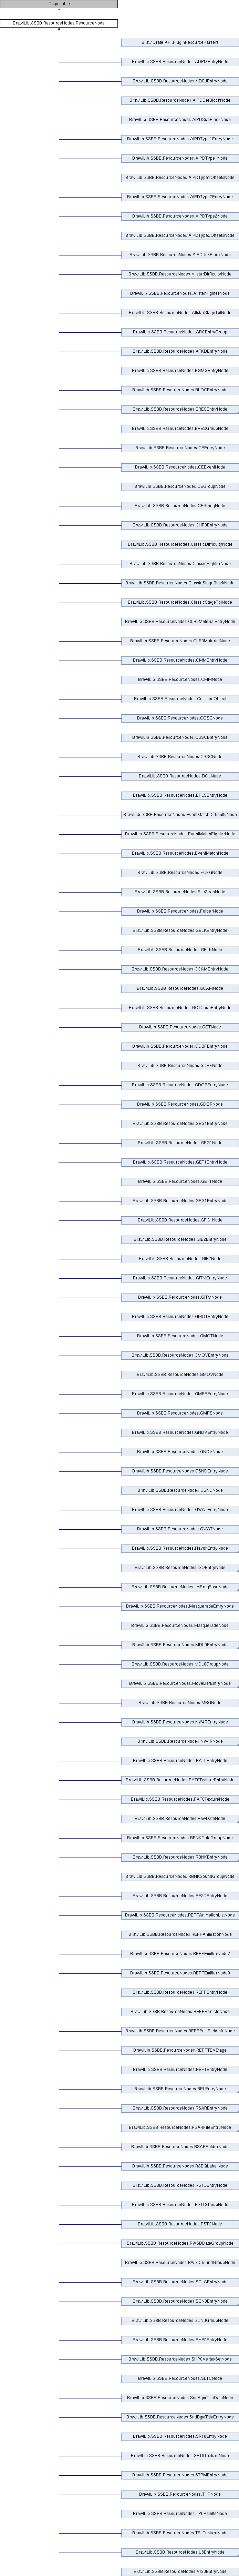 IDisposable
BrawlLib.SSBB.ResourceNodes.ResourceNode
BrawlCrate.API.PluginResourceParsers
BrawlLib.SSBB.ResourceNodes.ADPMEntryNode
BrawlLib.SSBB.ResourceNodes.ADSJEntryNode
BrawlLib.SSBB.ResourceNodes.AIPDDefBlockNode
BrawlLib.SSBB.ResourceNodes.AIPDSubBlockNode
BrawlLib.SSBB.ResourceNodes.AIPDType1EntryNode
BrawlLib.SSBB.ResourceNodes.AIPDType1Node
BrawlLib.SSBB.ResourceNodes.AIPDType1OffsetsNode
BrawlLib.SSBB.ResourceNodes.AIPDType2EntryNode
BrawlLib.SSBB.ResourceNodes.AIPDType2Node
BrawlLib.SSBB.ResourceNodes.AIPDType2OffsetsNode
BrawlLib.SSBB.ResourceNodes.AIPDUnkBlockNode
BrawlLib.SSBB.ResourceNodes.AllstarDifficultyNode
BrawlLib.SSBB.ResourceNodes.AllstarFighterNode
BrawlLib.SSBB.ResourceNodes.AllstarStageTblNode
BrawlLib.SSBB.ResourceNodes.ARCEntryGroup
BrawlLib.SSBB.ResourceNodes.ATKDEntryNode
BrawlLib.SSBB.ResourceNodes.BGMGEntryNode
BrawlLib.SSBB.ResourceNodes.BLOCEntryNode
BrawlLib.SSBB.ResourceNodes.BRESEntryNode
BrawlLib.SSBB.ResourceNodes.BRESGroupNode
BrawlLib.SSBB.ResourceNodes.CEEntryNode
BrawlLib.SSBB.ResourceNodes.CEEventNode
BrawlLib.SSBB.ResourceNodes.CEGroupNode
BrawlLib.SSBB.ResourceNodes.CEStringNode
BrawlLib.SSBB.ResourceNodes.CHR0EntryNode
BrawlLib.SSBB.ResourceNodes.ClassicDifficultyNode
BrawlLib.SSBB.ResourceNodes.ClassicFighterNode
BrawlLib.SSBB.ResourceNodes.ClassicStageBlockNode
BrawlLib.SSBB.ResourceNodes.ClassicStageTblNode
BrawlLib.SSBB.ResourceNodes.CLR0MaterialEntryNode
BrawlLib.SSBB.ResourceNodes.CLR0MaterialNode
BrawlLib.SSBB.ResourceNodes.CMMEntryNode
BrawlLib.SSBB.ResourceNodes.CMMNode
BrawlLib.SSBB.ResourceNodes.CollisionObject
BrawlLib.SSBB.ResourceNodes.COSCNode
BrawlLib.SSBB.ResourceNodes.CSSCEntryNode
BrawlLib.SSBB.ResourceNodes.CSSCNode
BrawlLib.SSBB.ResourceNodes.DOLNode
BrawlLib.SSBB.ResourceNodes.EFLSEntryNode
BrawlLib.SSBB.ResourceNodes.EventMatchDifficultyNode
BrawlLib.SSBB.ResourceNodes.EventMatchFighterNode
BrawlLib.SSBB.ResourceNodes.EventMatchNode
BrawlLib.SSBB.ResourceNodes.FCFGNode
BrawlLib.SSBB.ResourceNodes.FileScanNode
BrawlLib.SSBB.ResourceNodes.FolderNode
BrawlLib.SSBB.ResourceNodes.GBLKEntryNode
BrawlLib.SSBB.ResourceNodes.GBLKNode
BrawlLib.SSBB.ResourceNodes.GCAMEntryNode
BrawlLib.SSBB.ResourceNodes.GCAMNode
BrawlLib.SSBB.ResourceNodes.GCTCodeEntryNode
BrawlLib.SSBB.ResourceNodes.GCTNode
BrawlLib.SSBB.ResourceNodes.GDBFEntryNode
BrawlLib.SSBB.ResourceNodes.GDBFNode
BrawlLib.SSBB.ResourceNodes.GDOREntryNode
BrawlLib.SSBB.ResourceNodes.GDORNode
BrawlLib.SSBB.ResourceNodes.GEG1EntryNode
BrawlLib.SSBB.ResourceNodes.GEG1Node
BrawlLib.SSBB.ResourceNodes.GET1EntryNode
BrawlLib.SSBB.ResourceNodes.GET1Node
BrawlLib.SSBB.ResourceNodes.GFG1EntryNode
BrawlLib.SSBB.ResourceNodes.GFG1Node
BrawlLib.SSBB.ResourceNodes.GIB2EntryNode
BrawlLib.SSBB.ResourceNodes.GIB2Node
BrawlLib.SSBB.ResourceNodes.GITMEntryNode
BrawlLib.SSBB.ResourceNodes.GITMNode
BrawlLib.SSBB.ResourceNodes.GMOTEntryNode
BrawlLib.SSBB.ResourceNodes.GMOTNode
BrawlLib.SSBB.ResourceNodes.GMOVEntryNode
BrawlLib.SSBB.ResourceNodes.GMOVNode
BrawlLib.SSBB.ResourceNodes.GMPSEntryNode
BrawlLib.SSBB.ResourceNodes.GMPSNode
BrawlLib.SSBB.ResourceNodes.GNDVEntryNode
BrawlLib.SSBB.ResourceNodes.GNDVNode
BrawlLib.SSBB.ResourceNodes.GSNDEntryNode
BrawlLib.SSBB.ResourceNodes.GSNDNode
BrawlLib.SSBB.ResourceNodes.GWATEntryNode
BrawlLib.SSBB.ResourceNodes.GWATNode
BrawlLib.SSBB.ResourceNodes.HavokEntryNode
BrawlLib.SSBB.ResourceNodes.ISOEntryNode
BrawlLib.SSBB.ResourceNodes.ItmFreqBaseNode
BrawlLib.SSBB.ResourceNodes.MasqueradeEntryNode
BrawlLib.SSBB.ResourceNodes.MasqueradeNode
BrawlLib.SSBB.ResourceNodes.MDL0EntryNode
BrawlLib.SSBB.ResourceNodes.MDL0GroupNode
BrawlLib.SSBB.ResourceNodes.MoveDefEntryNode
BrawlLib.SSBB.ResourceNodes.MRGNode
BrawlLib.SSBB.ResourceNodes.NW4REntryNode
BrawlLib.SSBB.ResourceNodes.NW4RNode
BrawlLib.SSBB.ResourceNodes.PAT0EntryNode
BrawlLib.SSBB.ResourceNodes.PAT0TextureEntryNode
BrawlLib.SSBB.ResourceNodes.PAT0TextureNode
BrawlLib.SSBB.ResourceNodes.RawDataNode
BrawlLib.SSBB.ResourceNodes.RBNKDataGroupNode
BrawlLib.SSBB.ResourceNodes.RBNKEntryNode
BrawlLib.SSBB.ResourceNodes.RBNKSoundGroupNode
BrawlLib.SSBB.ResourceNodes.REEDEntryNode
BrawlLib.SSBB.ResourceNodes.REFFAnimationListNode
BrawlLib.SSBB.ResourceNodes.REFFAnimationNode
BrawlLib.SSBB.ResourceNodes.REFFEmitterNode7
BrawlLib.SSBB.ResourceNodes.REFFEmitterNode9
BrawlLib.SSBB.ResourceNodes.REFFEntryNode
BrawlLib.SSBB.ResourceNodes.REFFParticleNode
BrawlLib.SSBB.ResourceNodes.REFFPostFieldInfoNode
BrawlLib.SSBB.ResourceNodes.REFFTEVStage
BrawlLib.SSBB.ResourceNodes.REFTEntryNode
BrawlLib.SSBB.ResourceNodes.RELEntryNode
BrawlLib.SSBB.ResourceNodes.RSAREntryNode
BrawlLib.SSBB.ResourceNodes.RSARFileEntryNode
BrawlLib.SSBB.ResourceNodes.RSARFolderNode
BrawlLib.SSBB.ResourceNodes.RSEQLabelNode
BrawlLib.SSBB.ResourceNodes.RSTCEntryNode
BrawlLib.SSBB.ResourceNodes.RSTCGroupNode
BrawlLib.SSBB.ResourceNodes.RSTCNode
BrawlLib.SSBB.ResourceNodes.RWSDDataGroupNode
BrawlLib.SSBB.ResourceNodes.RWSDSoundGroupNode
BrawlLib.SSBB.ResourceNodes.SCLAEntryNode
BrawlLib.SSBB.ResourceNodes.SCN0EntryNode
BrawlLib.SSBB.ResourceNodes.SCN0GroupNode
BrawlLib.SSBB.ResourceNodes.SHP0EntryNode
BrawlLib.SSBB.ResourceNodes.SHP0VertexSetNode
BrawlLib.SSBB.ResourceNodes.SLTCNode
BrawlLib.SSBB.ResourceNodes.SndBgmTitleDataNode
BrawlLib.SSBB.ResourceNodes.SndBgmTitleEntryNode
BrawlLib.SSBB.ResourceNodes.SRT0EntryNode
BrawlLib.SSBB.ResourceNodes.SRT0TextureNode
BrawlLib.SSBB.ResourceNodes.STPMEntryNode
BrawlLib.SSBB.ResourceNodes.THPNode
BrawlLib.SSBB.ResourceNodes.TPLPaletteNode
BrawlLib.SSBB.ResourceNodes.TPLTextureNode
BrawlLib.SSBB.ResourceNodes.U8EntryNode
BrawlLib.SSBB.ResourceNodes.VIS0EntryNode